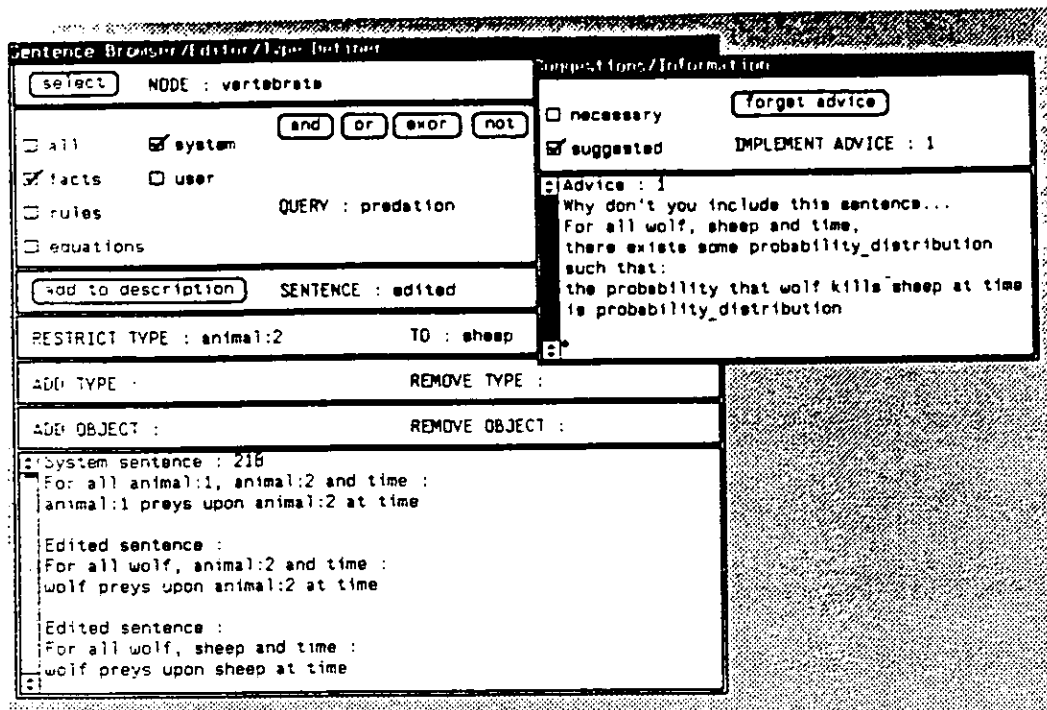 Sentence Browser/Editor/Type Definer
select NODE : vertebrate
and or exor not
all system
facts user
rules QUERY : predation
equations
add to description SENTENCE : edited
RESTRICT TYPE : animal:2 TO : sheep
ADD TYPE : REMOVE TYPE :
ADD OBJECT : REMOVE OBJECT :
System sentence : 218
For all animal:1, animal:2 and time :
animal:1 preys upon animal:2 at time
Edited sentence :
For all wolf, animal:2 and time :
wolf preys upon animal:2 at time
Edited sentence :
For all wolf, sheep and time :
wolf preys upon sheep at time
Suggestions/Information
necessary forget advice
suggested IMPLEMENT ADVICE : 1
Advice : 1
Why don't you include this sentence...
For all wolf, sheep and time,
there exists some probability_distribution
such that:
the probability that wolf kills sheep at time
is probability_distribution